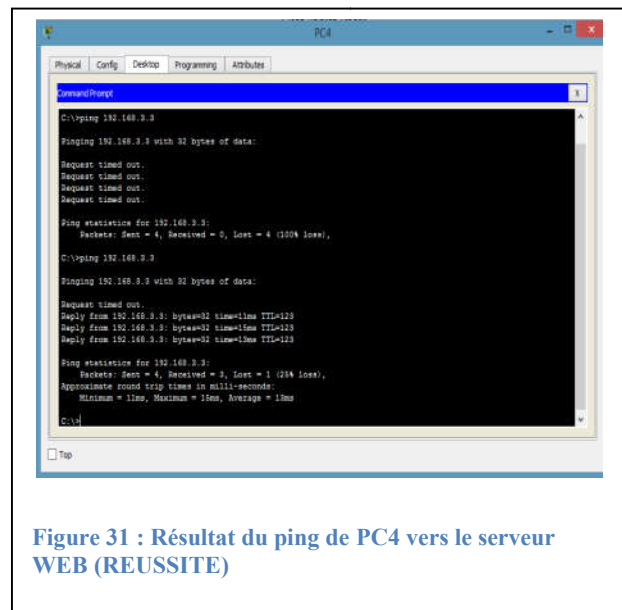 PC4
Physical Config Desktop Programming Attributes
Command Prompt
X
C:\>ping 192.168.3.3
Pinging 192.168.3.3 with 32 bytes of data:
Request timed out.
Request timed out.
Request timed out.
Request timed out.
Ping statistics for 192.168.3.3:
Packets: Sent = 4, Received = 0, Lost = 4 (100% loss),
C:\>ping 192.168.3.3
Pinging 192.168.3.3 with 32 bytes of data:
Request timed out.
Reply from 192.168.3.3: bytes=32 time=11ms TTL=123
Reply from 192.168.3.3: bytes=32 time=15ms TTL=123
Reply from 192.168.3.3: bytes=32 time=13ms TTL=123
Ping statistics for 192.168.3.3:
Packets: Sent = 4, Received = 3, Lost = 1 (25% loss),
Approximate round trip times in milli-seconds:
Minimum = 11ms, Maximum = 15ms, Average = 13ms
C:\>
Top
Figure 31 : Résultat du ping de PC4 vers le serveur
WEB (REUSSITE)